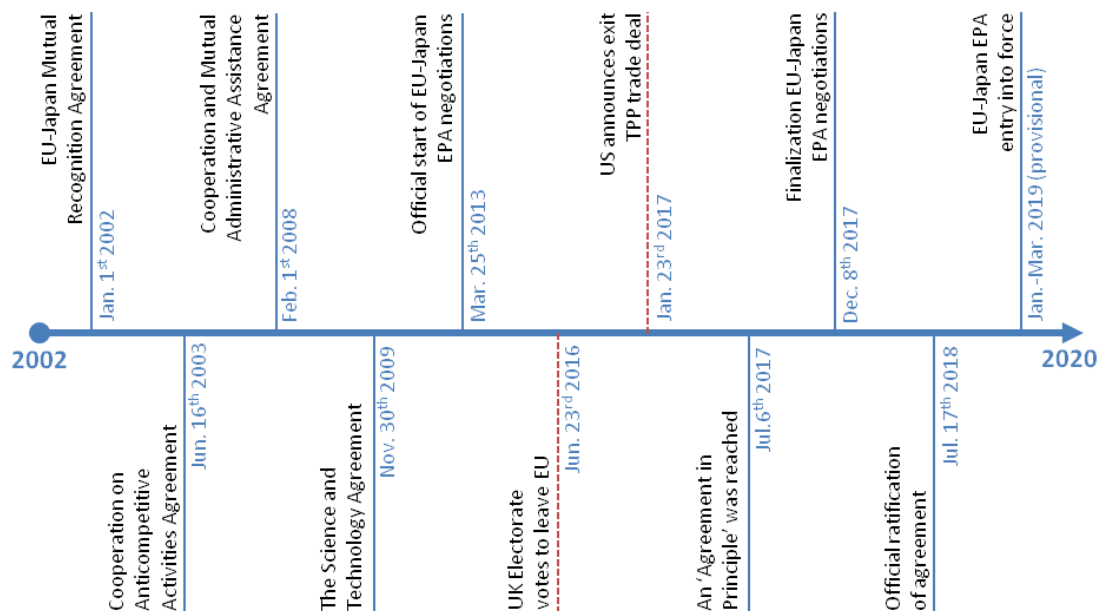 EU-Japan Mutual
Recognition Agreement
Jan. 1st 2002
Cooperation and Mutual
Administrative Assistance
Agreement
Feb. 1st 2008
Official start of EU-Japan
EPA negotiations
Mar. 25th 2013
US announces exit
TPP trade deal
Jan. 23rd 2017
Finalization EU-Japan
EPA negotiations
Dec. 8th 2017
EU-Japan EPA
entry into force
Jan.-Mar. 2019 (provisional)
2002
2020
Cooperation on
Anticompetitive
Activities Agreement
Jun. 16th 2003
The Science and
Technology Agreement
Nov. 30th 2009
UK Electorate
votes to leave EU
Jun. 23rd 2016
An ‘Agreement in
Principle’ was reached
Jul.6th 2017
Official ratification
of agreement
Jul. 17th 2018